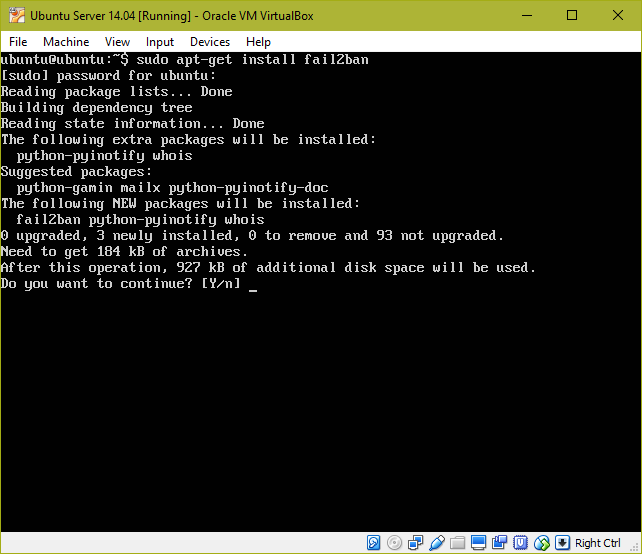 Ubuntu Server 14.04 [Running] - Oracle VM VirtualBox
File Machine View Input Devices Help
ubuntu@ubuntu:~$ sudo apt-get install fail2ban
[sudo] password for ubuntu:
Reading package lists... Done
Building dependency tree
Reading state information... Done
The following extra packages will be installed:
  python-pyinotify whois
Suggested packages:
  python-gamin mailx python-pyinotify-doc
The following NEW packages will be installed:
  fail2ban python-pyinotify whois
0 upgraded, 3 newly installed, 0 to remove and 93 not upgraded.
Need to get 184 kB of archives.
After this operation, 927 kB of additional disk space will be used.
Do you want to continue? [Y/n] _
Right Ctrl